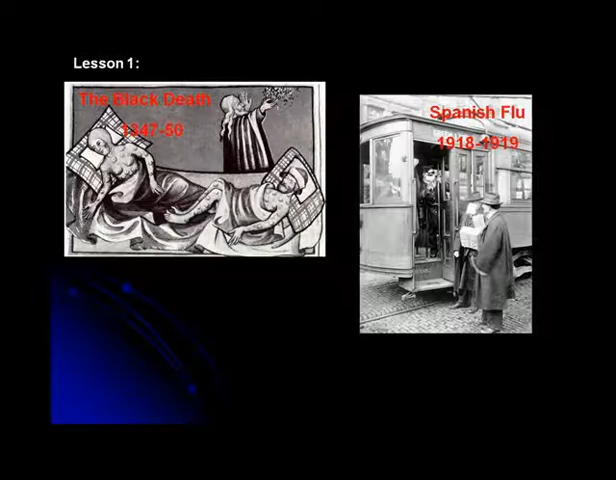 Lesson 1:
The Black Death
1347-50
Spanish Flu
1918-1919